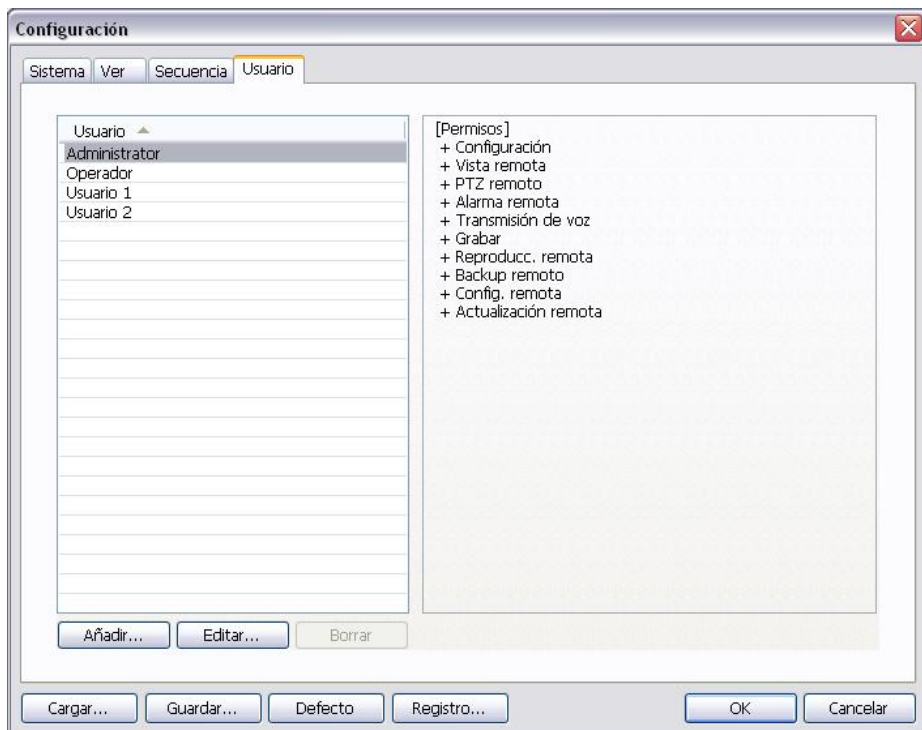 Configuración
Sistema Ver Secuencia Usuario
Usuario
Administrator
Operador
Usuario 1
Usuario 2
[Permisos]
+ Configuración
+ Vista remota
+ PTZ remoto
+ Alarma remota
+ Transmisión de voz
+ Grabar
+ Reproducc. remota
+ Backup remoto
+ Config. remota
+ Actualización remota
Añadir... Editar... Borrar
Cargar... Guardar... Defecto Registro... OK Cancelar